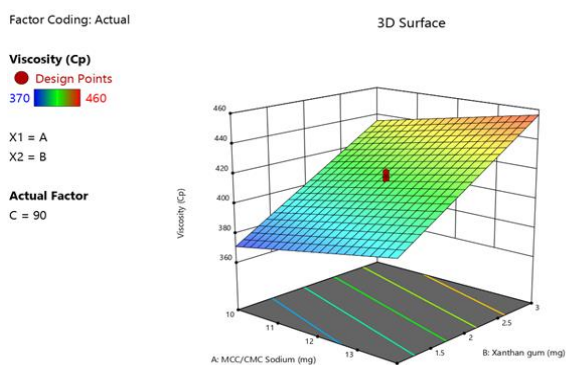 Factor Coding: Actual
3D Surface
Viscosity (Cp)
Design Points
370 460
X1 = A
X2 = B
Actual Factor
C = 90
460
440
420
400
380
360
Viscosity (Cp)
10
11
12
13
A: MCC/CMC Sodium (mg)
1.5
2
2.5
3
B: Xanthan gum (mg)